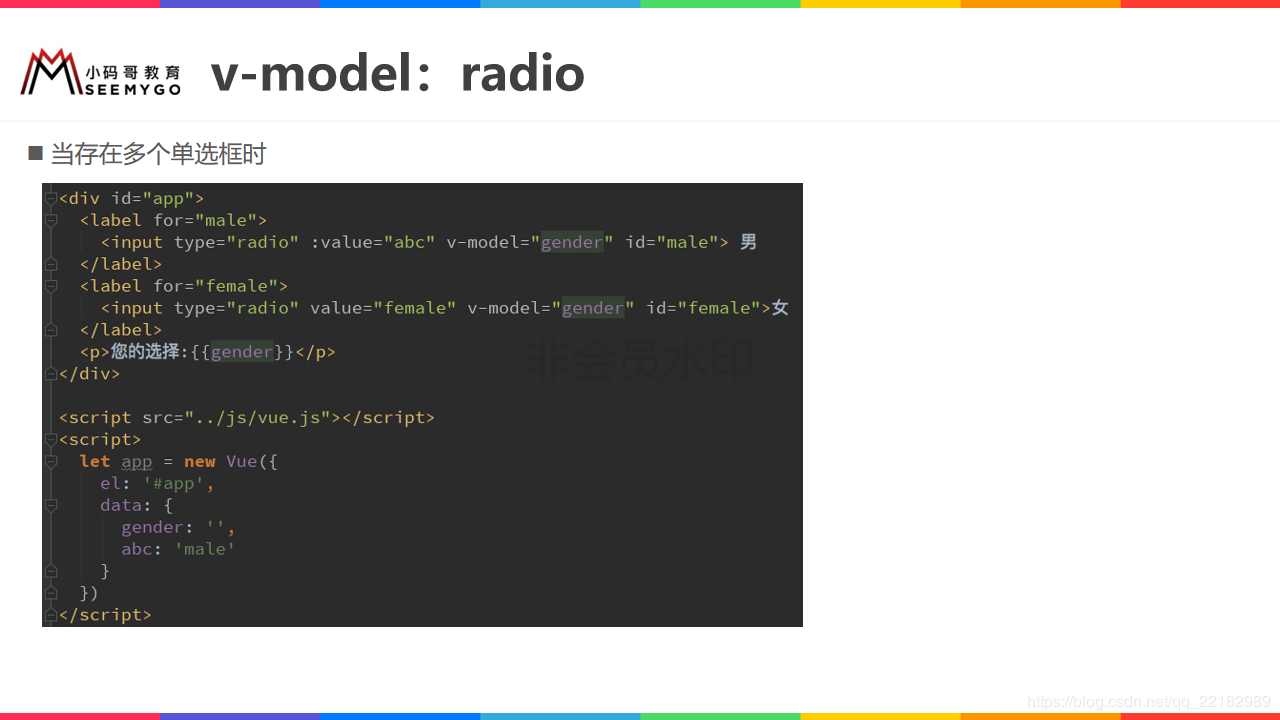 小码哥教育
SEEMYGO
v-model：radio
■ 当存在多个单选框时
<div id="app">
  <label for="male">
    <input type="radio" :value="abc" v-model="gender" id="male"> 男
  </label>
  <label for="female">
    <input type="radio" value="female" v-model="gender" id="female">女
  </label>
  <p>您的选择:{{gender}}</p>
</div>
非会员水印
<script src="../js/vue.js"></script>
<script>
  let app = new Vue({
    el: '#app',
    data: {
      gender: '',
      abc: 'male'
    }
  })
</script>
https://blog.csdn.net/qq_22182989